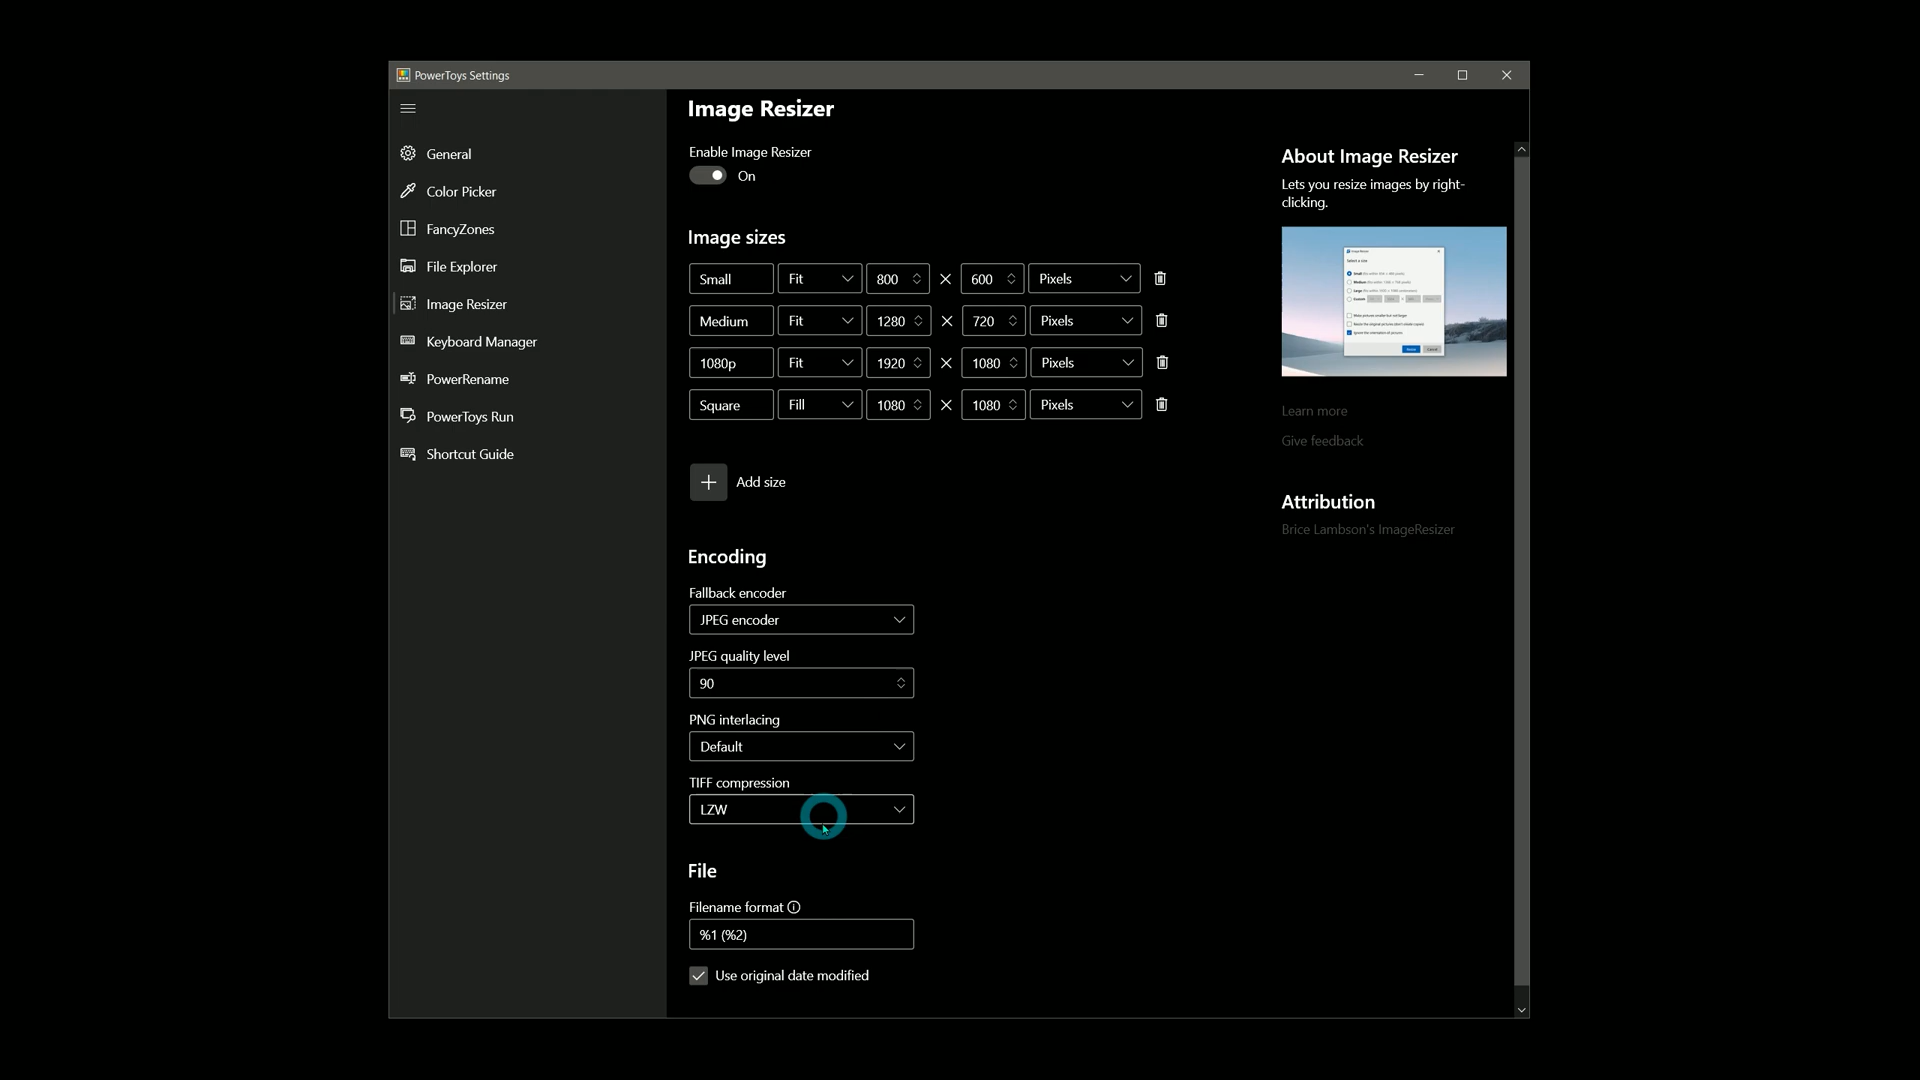 PowerToys Settings
Image Resizer
General
Color Picker
FancyZones
File Explorer
Image Resizer
Keyboard Manager
PowerRename
PowerToys Run
Shortcut Guide
Enable Image Resizer
On
Image sizes
Small Fit 800 600 Pixels
Medium Fit 1280 720 Pixels
1080p Fit 1920 1080 Pixels
Square Fill 1080 1080 Pixels
Add size
Encoding
Fallback encoder
JPEG encoder
JPEG quality level
90
PNG interlacing
Default
TIFF compression
LZW
File
Filename format
%1 (%2)
Use original date modified
About Image Resizer
Lets you resize images by right-
clicking.
Learn more
Give feedback
Attribution
Brice Lambson's ImageResizer